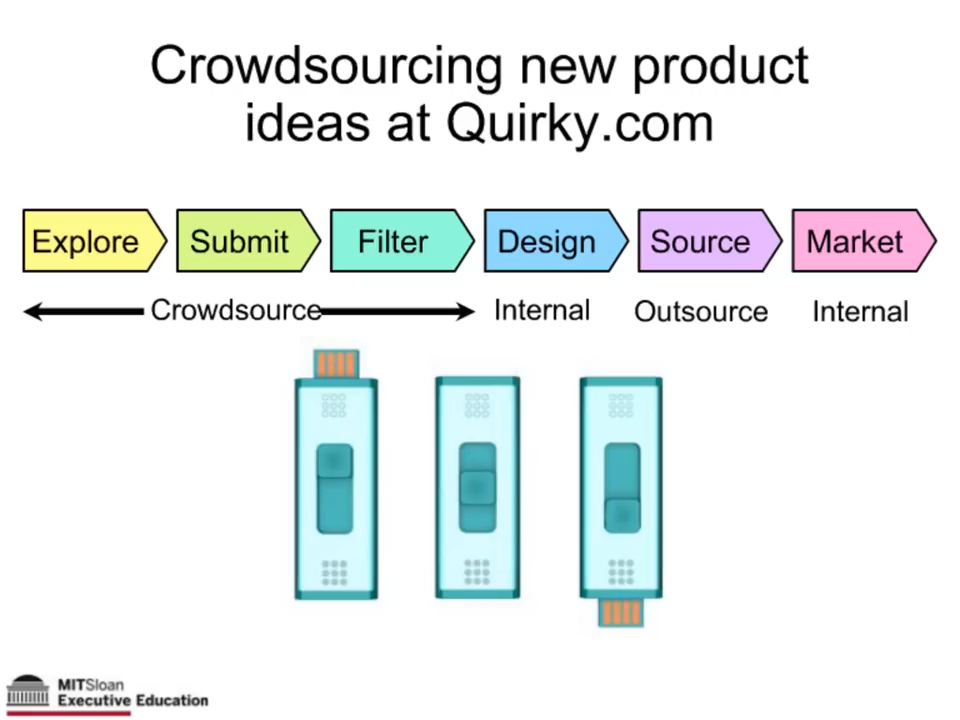 Crowdsourcing new product
ideas at Quirky.com
Explore Submit Filter Design Source Market
Crowdsource Internal Outsource Internal
MITSloan
Executive Education